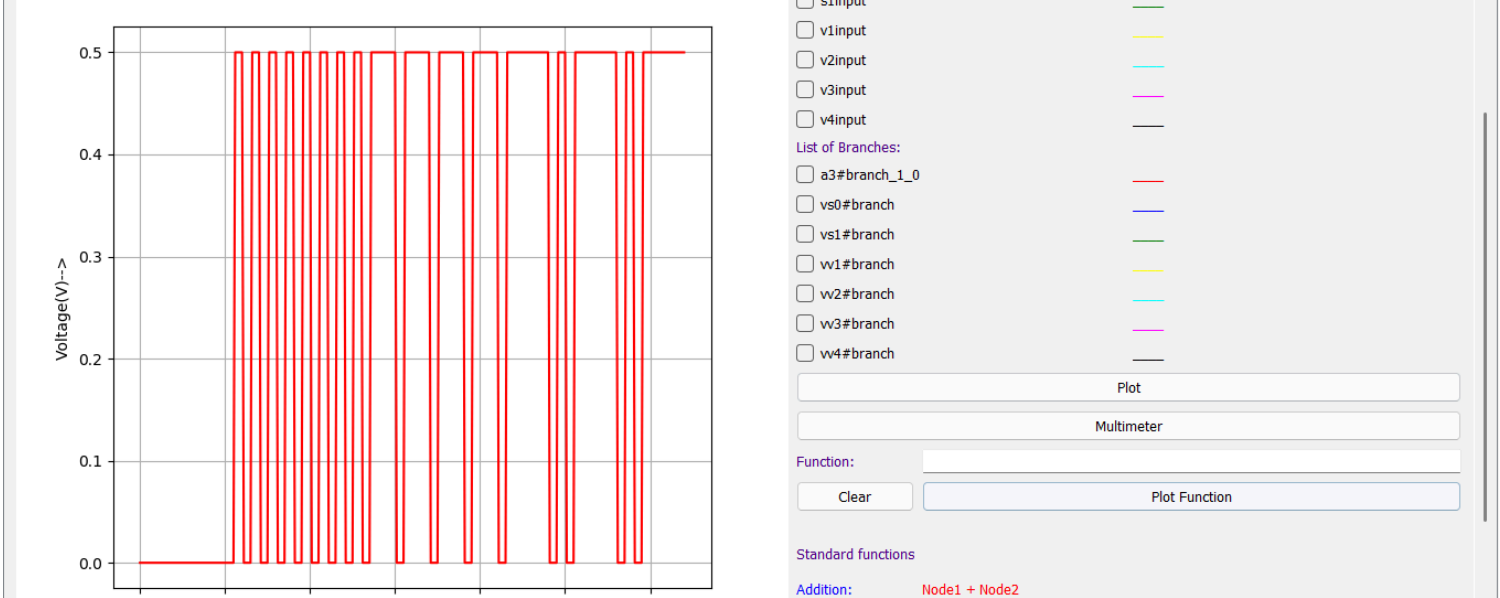 0.5
0.4
0.3
0.2
0.1
0.0
Voltage(V)-->
s1input
v1input
v2input
v3input
v4input
List of Branches:
a3#branch_1_0
vs0#branch
vs1#branch
vv1#branch
vv2#branch
vv3#branch
vv4#branch
Plot
Multimeter
Function:
Clear Plot Function
Standard functions
Addition: Node1 + Node2